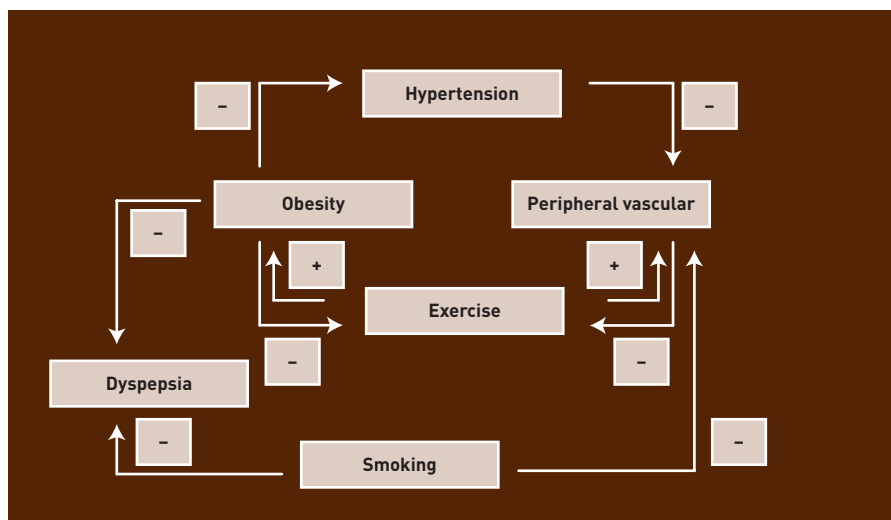 Hypertension
–
–
Obesity
Peripheral vascular
–
+
+
Exercise
–
–
Dyspepsia
–
–
Smoking